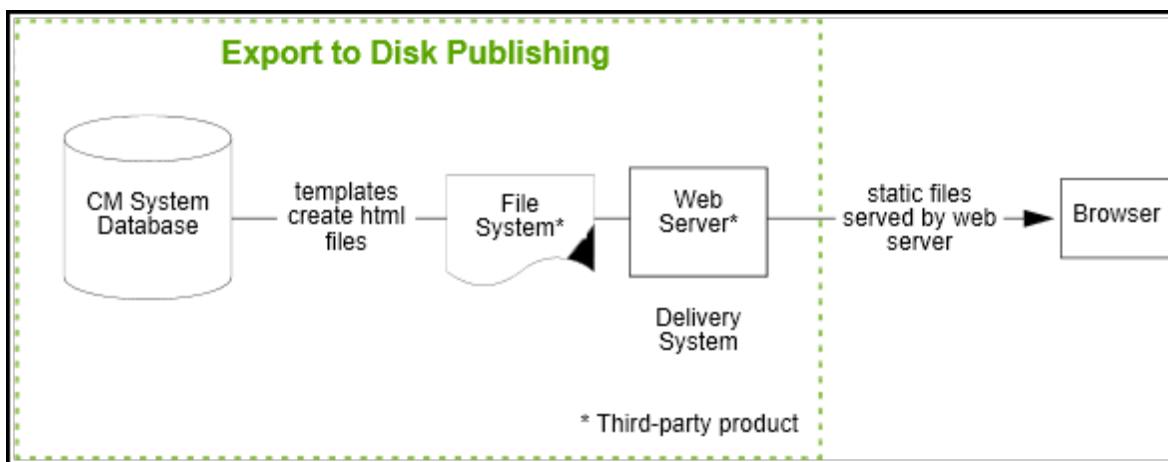 Export to Disk Publishing
CM System
Database
templates
create html
files
File
System*
Web
Server*
static files
served by web
server
Browser
Delivery
System
* Third-party product